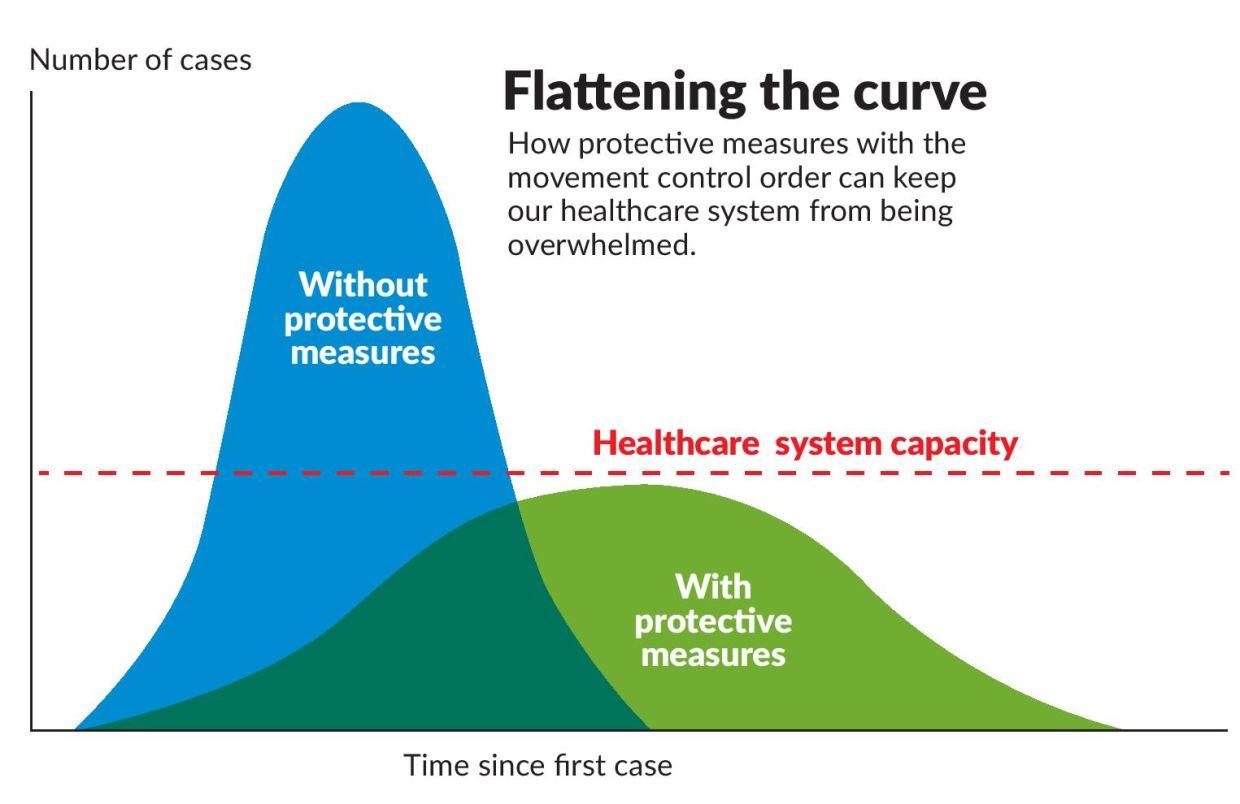 Number of cases
Flattening the curve
How protective measures with the
movement control order can keep
our healthcare system from being
overwhelmed.
Without
protective
measures
Healthcare system capacity
With
protective
measures
Time since first case